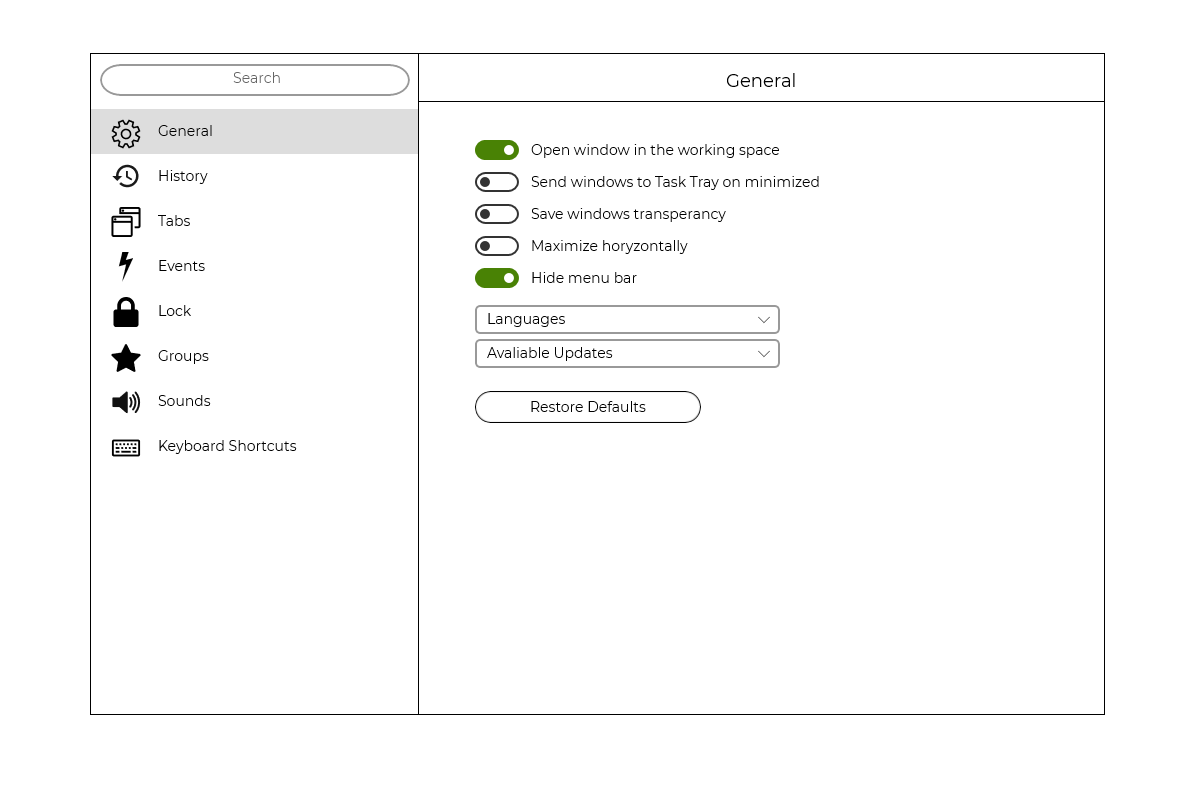 Search
General
History
Tabs
Events
Lock
Groups
Sounds
Keyboard Shortcuts
General
Open window in the working space
Send windows to Task Tray on minimized
Save windows transperancy
Maximize horyzontally
Hide menu bar
Languages
Avaliable Updates
Restore Defaults